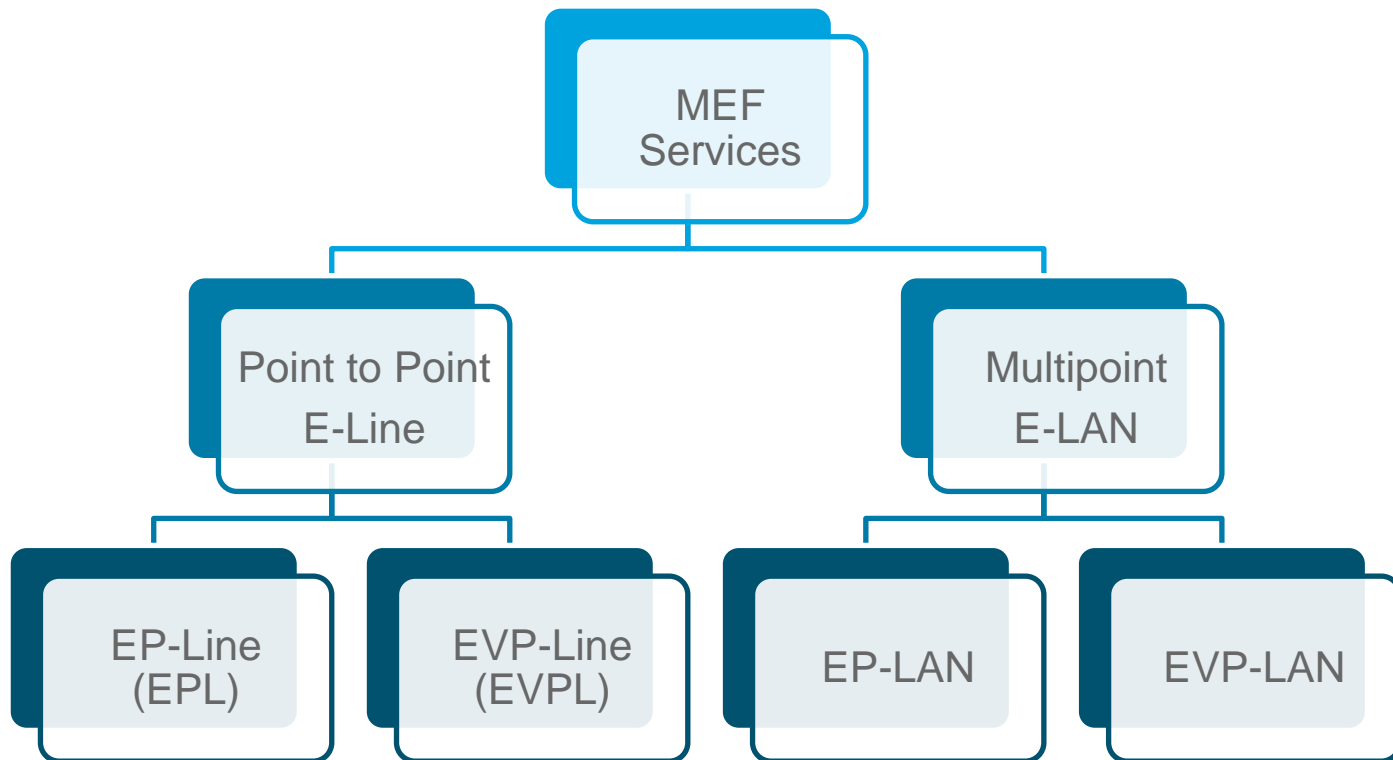 MEF
Services
Point to Point
E-Line
Multipoint
E-LAN
EP-Line
(EPL)
EVP-Line
(EVPL)
EP-LAN
EVP-LAN